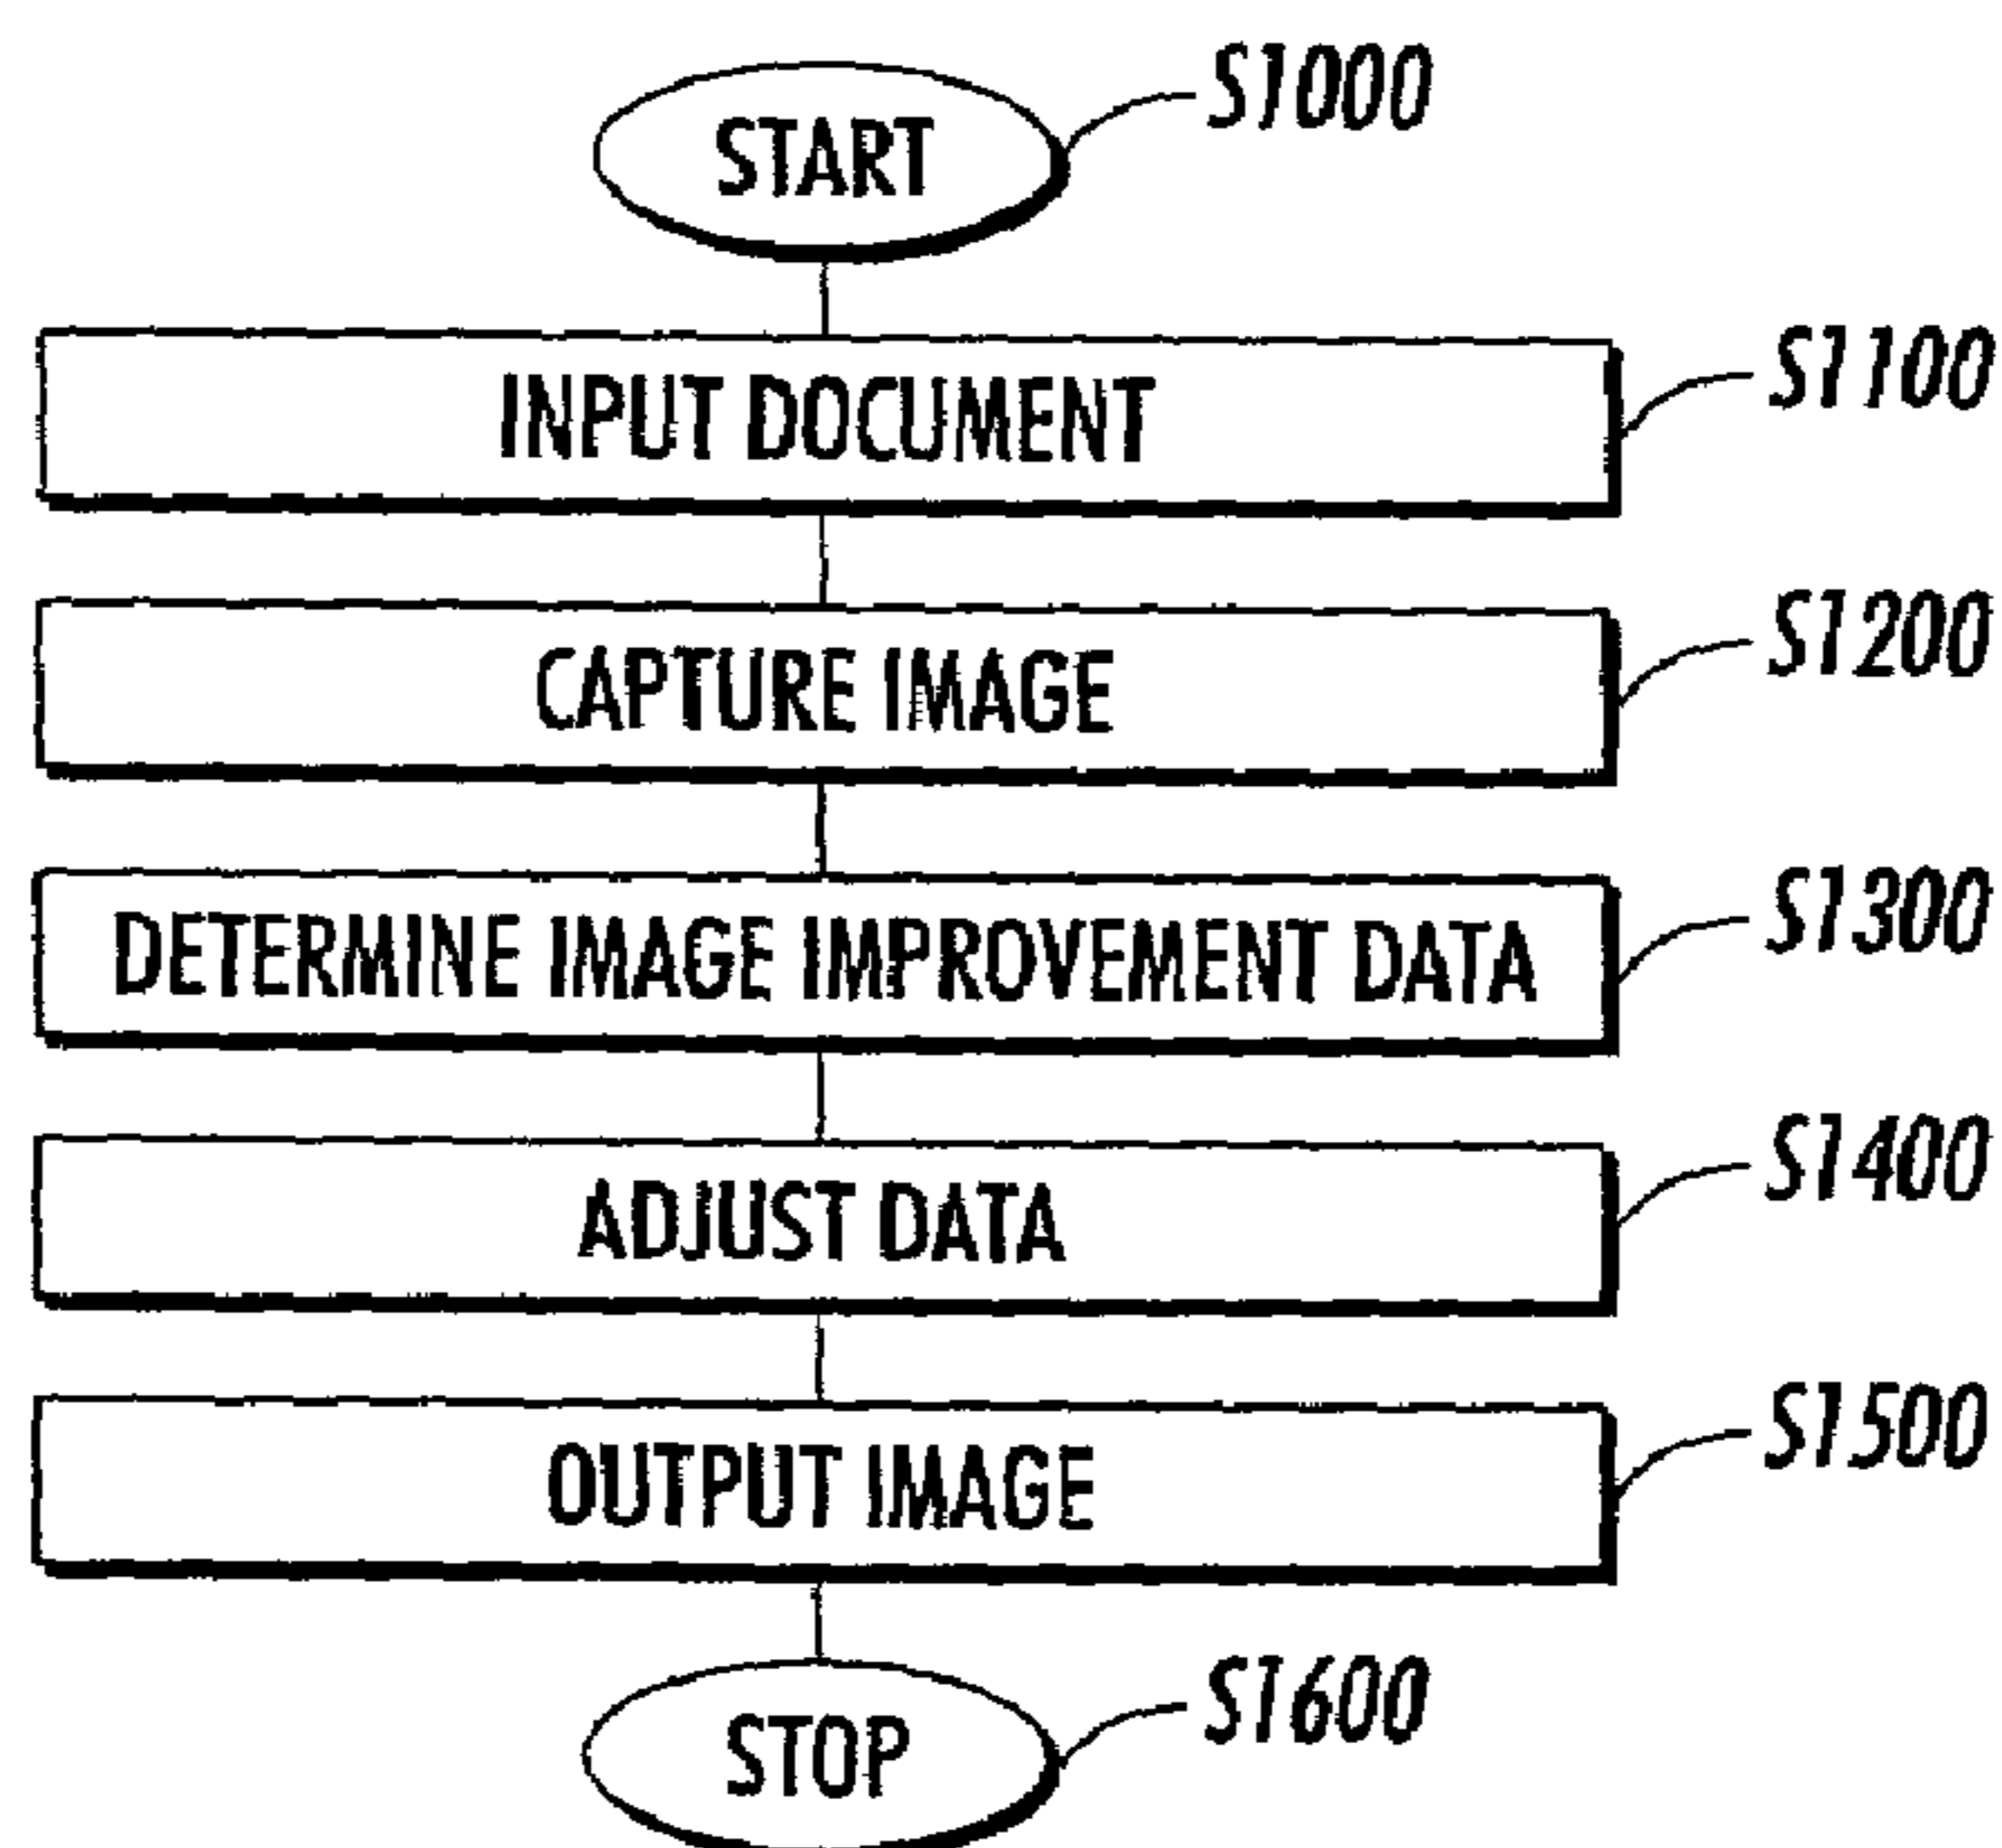 START
S1000
INPUT DOCUMENT
S1100
CAPTURE IMAGE
S1200
DETERMINE IMAGE IMPROVEMENT DATA
S1300
ADJUST DATA
S1400
OUTPUT IMAGE
S1500
STOP
S1600